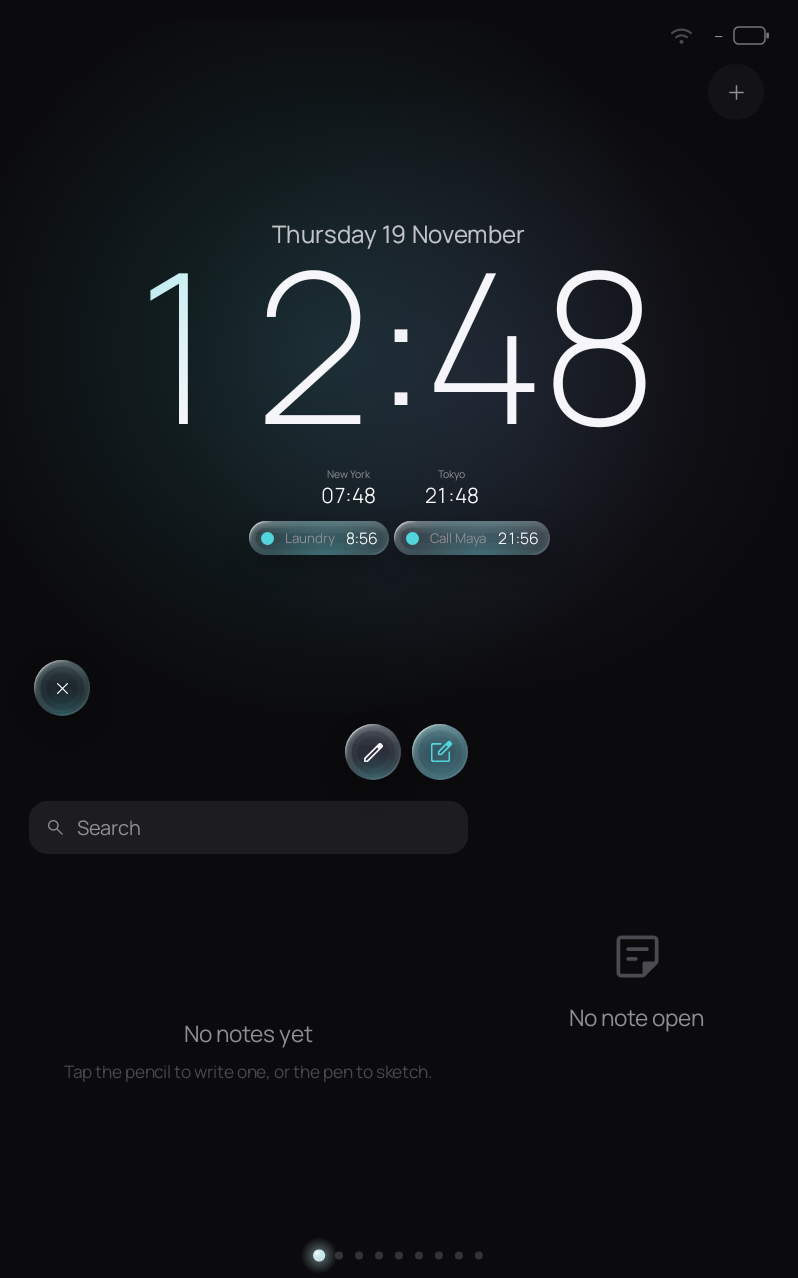 Thursday 19 November
12:48
New York Tokyo
07:48 21:48
Laundry 8:56 Call Maya 21:56
Search
No note open
No notes yet
Tap the pencil to write one, or the pen to sketch.